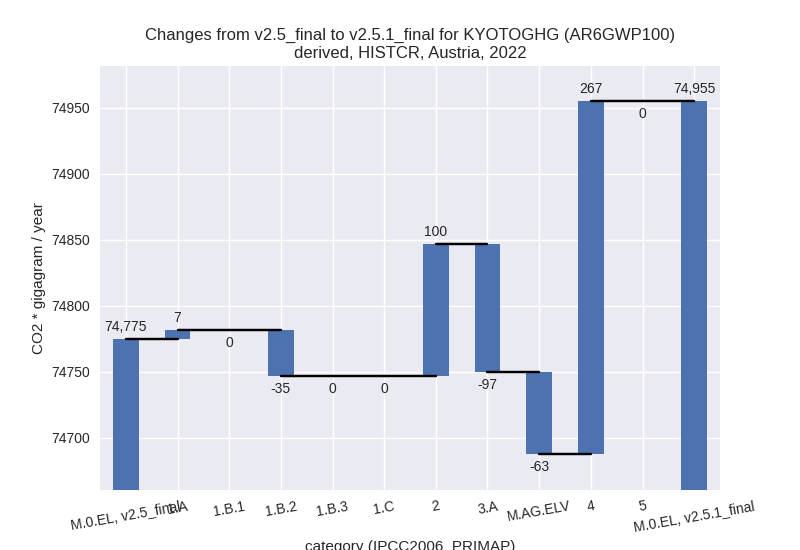 Changes from v2.5_final to v2.5.1_final for KYOTOGHG (AR6GWP100)
derived, HISTCR, Austria, 2022
CO2 * gigagram / year
74950
74900
74850
74800
74750
74700
74,775
7
0
-35
0
0
100
-97
-63
267
0
74,955
M.0.EL, v2.5_final
1.A
1.B.1
1.B.2
1.B.3
1.C
2
3.A
M.AG.ELV
4
5
M.0.EL, v2.5.1_final
category (IPCC2006_PRIMAP)